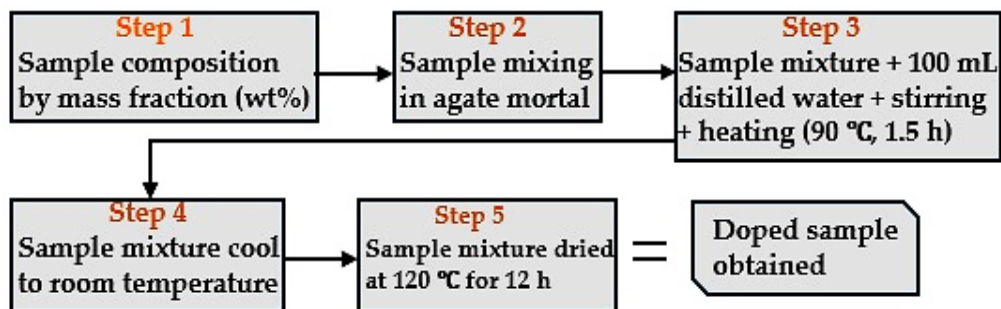 Step 1
Sample composition
by mass fraction (wt%)
Step 2
Sample mixing
in agate mortal
Step 3
Sample mixture + 100 mL
distilled water + stirring
+ heating (90 °C, 1.5 h)
Step 4
Sample mixture cool
to room temperature
Step 5
Sample mixture dried
at 120 °C for 12 h
=
Doped sample
obtained